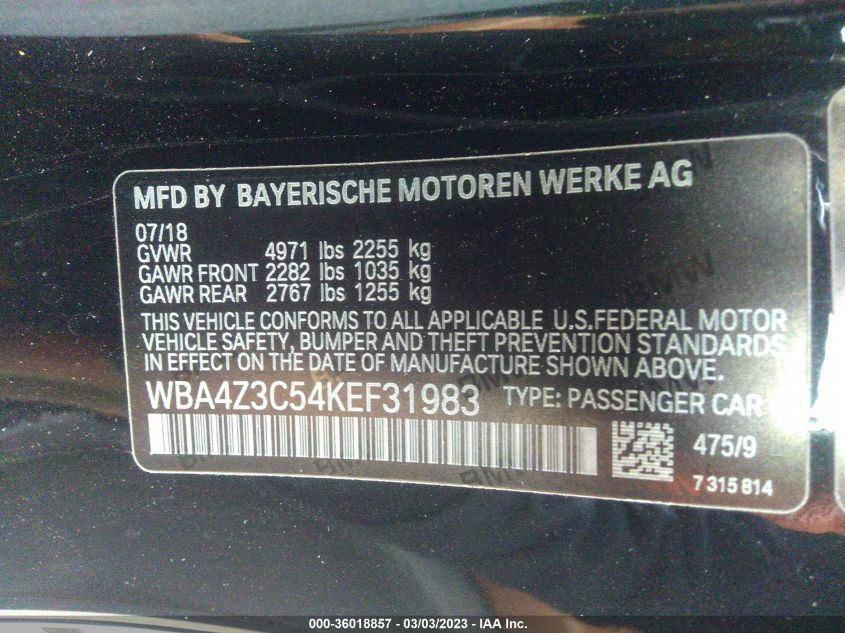 MFD BY BAYERISCHE MOTOREN WERKE AG
07/18
GVWR 4971 lbs 2255 kg
GAWR FRONT 2282 lbs 1035 kg
GAWR REAR 2767 lbs 1255 kg
THIS VEHICLE CONFORMS TO ALL APPLICABLE U.S.FEDERAL MOTOR
VEHICLE SAFETY, BUMPER AND THEFT PREVENTION STANDARDS
IN EFFECT ON THE DATE OF MANUFACTURE SHOWN ABOVE.
WBA4Z3C54KEF31983 TYPE: PASSENGER CAR
475/9
7 315 814
BMW
BMW
BMW
000-36018857 - 03/03/2023 - IAA Inc.